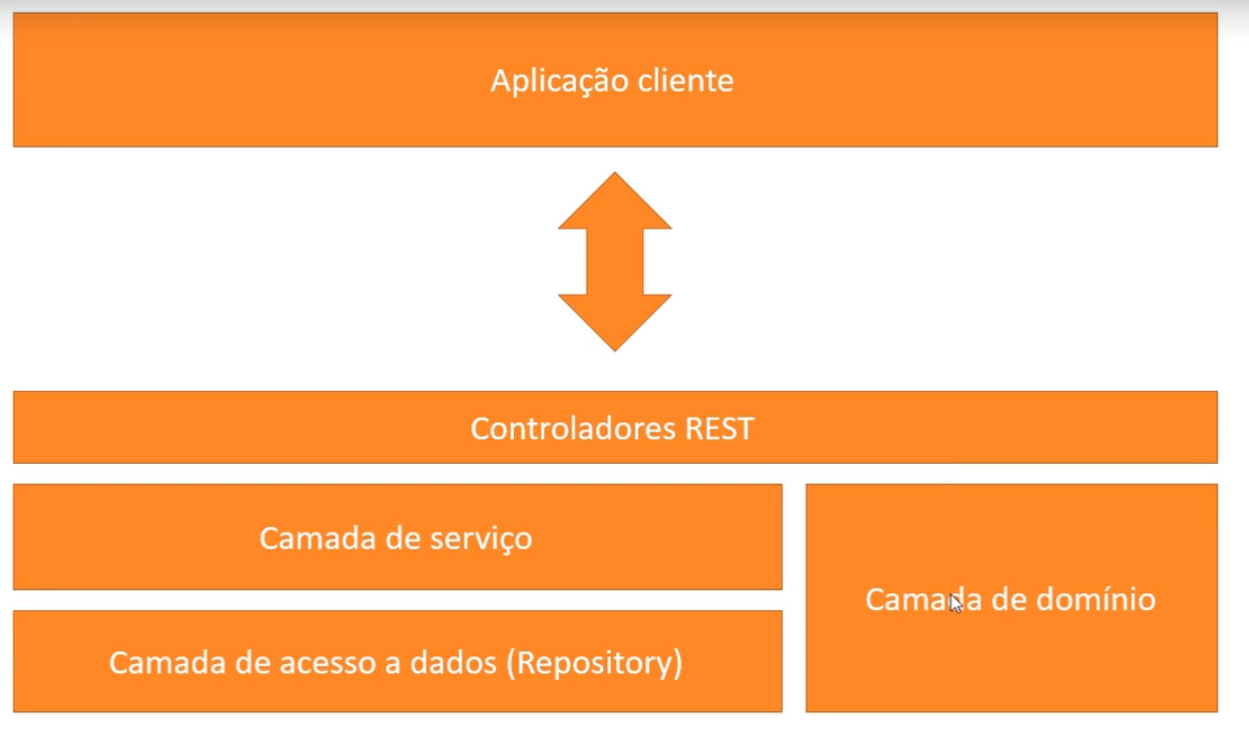 Aplicação cliente
Controladores REST
Camada de serviço
Camada de domínio
Camada de acesso a dados (Repository)